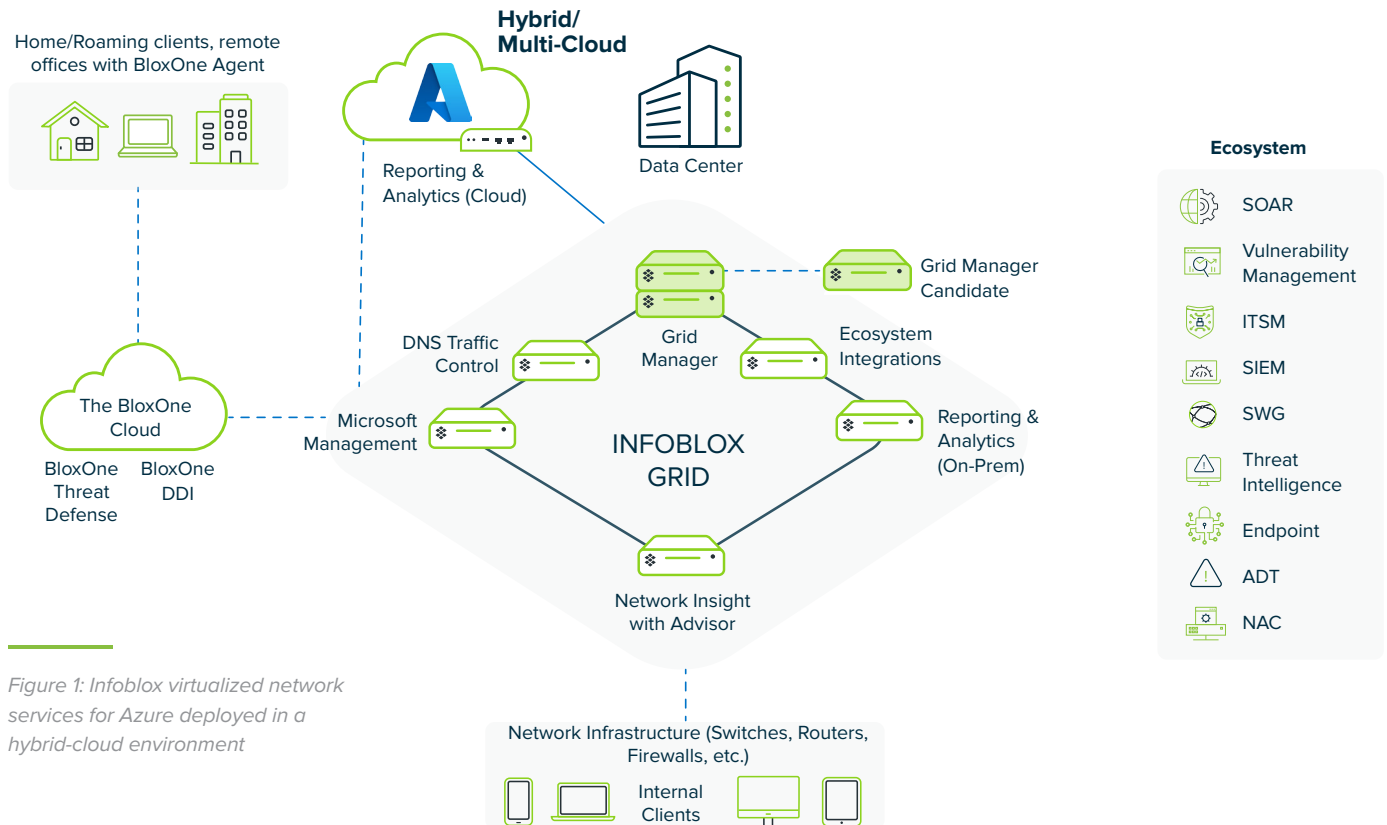 Home/Roaming clients, remote
offices with BloxOne Agent
Hybrid/
Multi-Cloud
Reporting &
Analytics (Cloud)
Data Center
Grid Manager
Candidate
Grid
Manager
DNS Traffic
Control
Ecosystem
Integrations
Microsoft
Management
INFOBLOX
GRID
Reporting &
Analytics
(On-Prem)
The BloxOne
Cloud
BloxOne
Threat
Defense
BloxOne
DDI
Network Insight
with Advisor
Network Infrastructure (Switches, Routers,
Firewalls, etc.)
Internal
Clients
Ecosystem
SOAR
Vulnerability
Management
ITSM
SIEM
SWG
Threat
Intelligence
Endpoint
ADT
NAC
Figure 1: Infoblox virtualized network
services for Azure deployed in a
hybrid-cloud environment